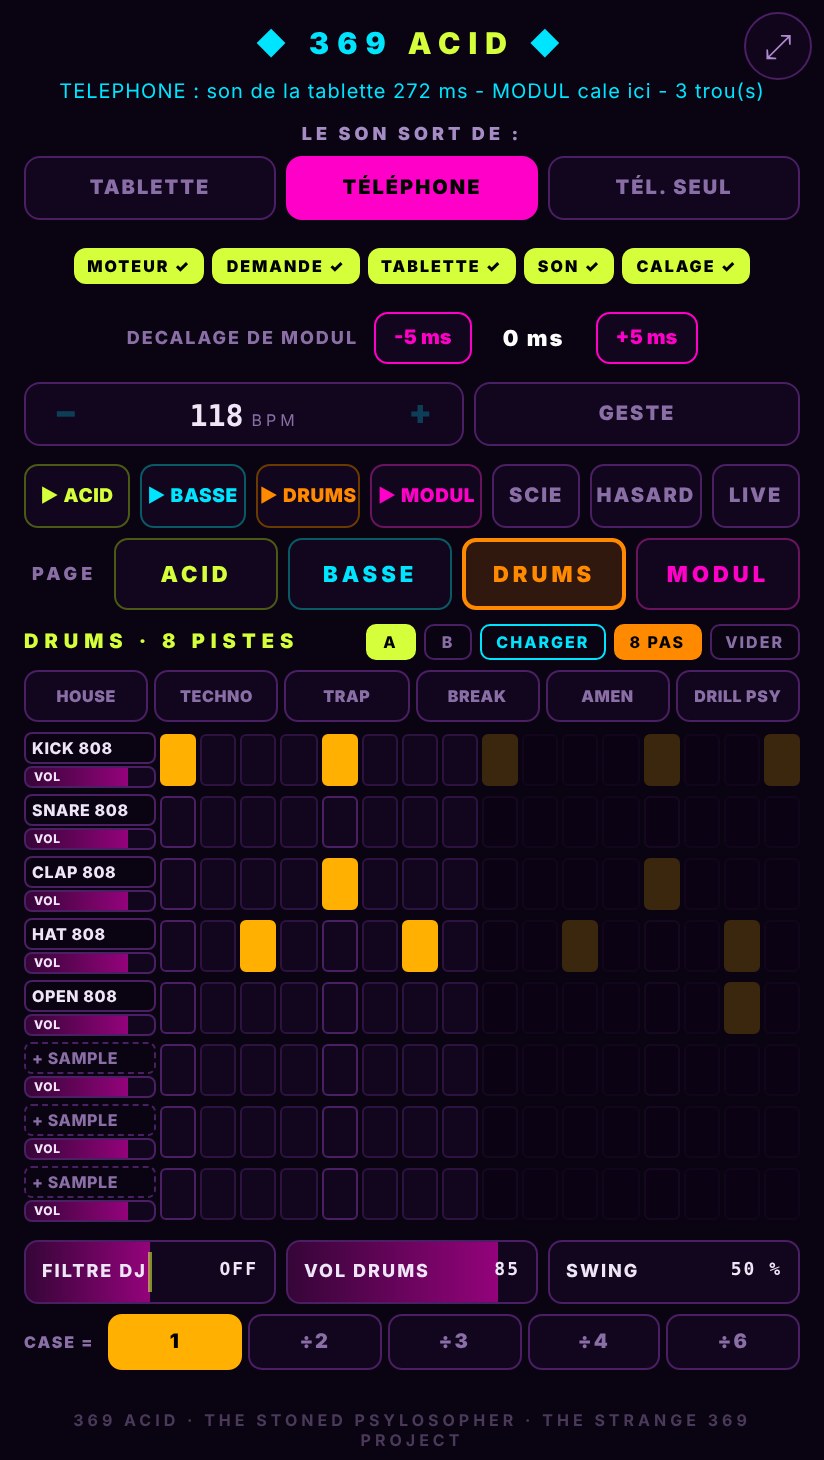 ◆ 369 ACID ◆
TELEPHONE : son de la tablette 272 ms - MODUL cale ici - 3 trou(s)
LE SON SORT DE :
TABLETTE TÉLÉPHONE TÉL. SEUL
MOTEUR ✓ DEMANDE ✓ TABLETTE ✓ SON ✓ CALAGE ✓
DECALAGE DE MODUL -5 ms 0 ms +5 ms
− 118 BPM + GESTE
▶ ACID ▶ BASSE ▶ DRUMS ▶ MODUL SCIE HASARD LIVE
PAGE ACID BASSE DRUMS MODUL
DRUMS · 8 PISTES A B CHARGER 8 PAS VIDER
HOUSE TECHNO TRAP BREAK AMEN DRILL PSY
KICK 808
VOL
SNARE 808
VOL
CLAP 808
VOL
HAT 808
VOL
OPEN 808
VOL
+ SAMPLE
VOL
+ SAMPLE
VOL
+ SAMPLE
VOL
FILTRE DJ OFF VOL DRUMS 85 SWING 50 %
CASE = 1 ÷2 ÷3 ÷4 ÷6
369 ACID · THE STONED PSYLOSOPHER · THE STRANGE 369
PROJECT